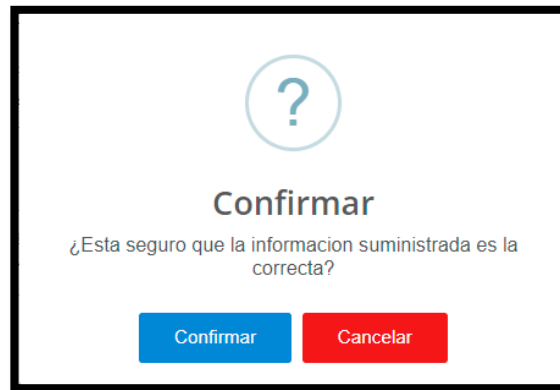 ?
Confirmar
¿Esta seguro que la informacion suministrada es la
correcta?
Confirmar Cancelar